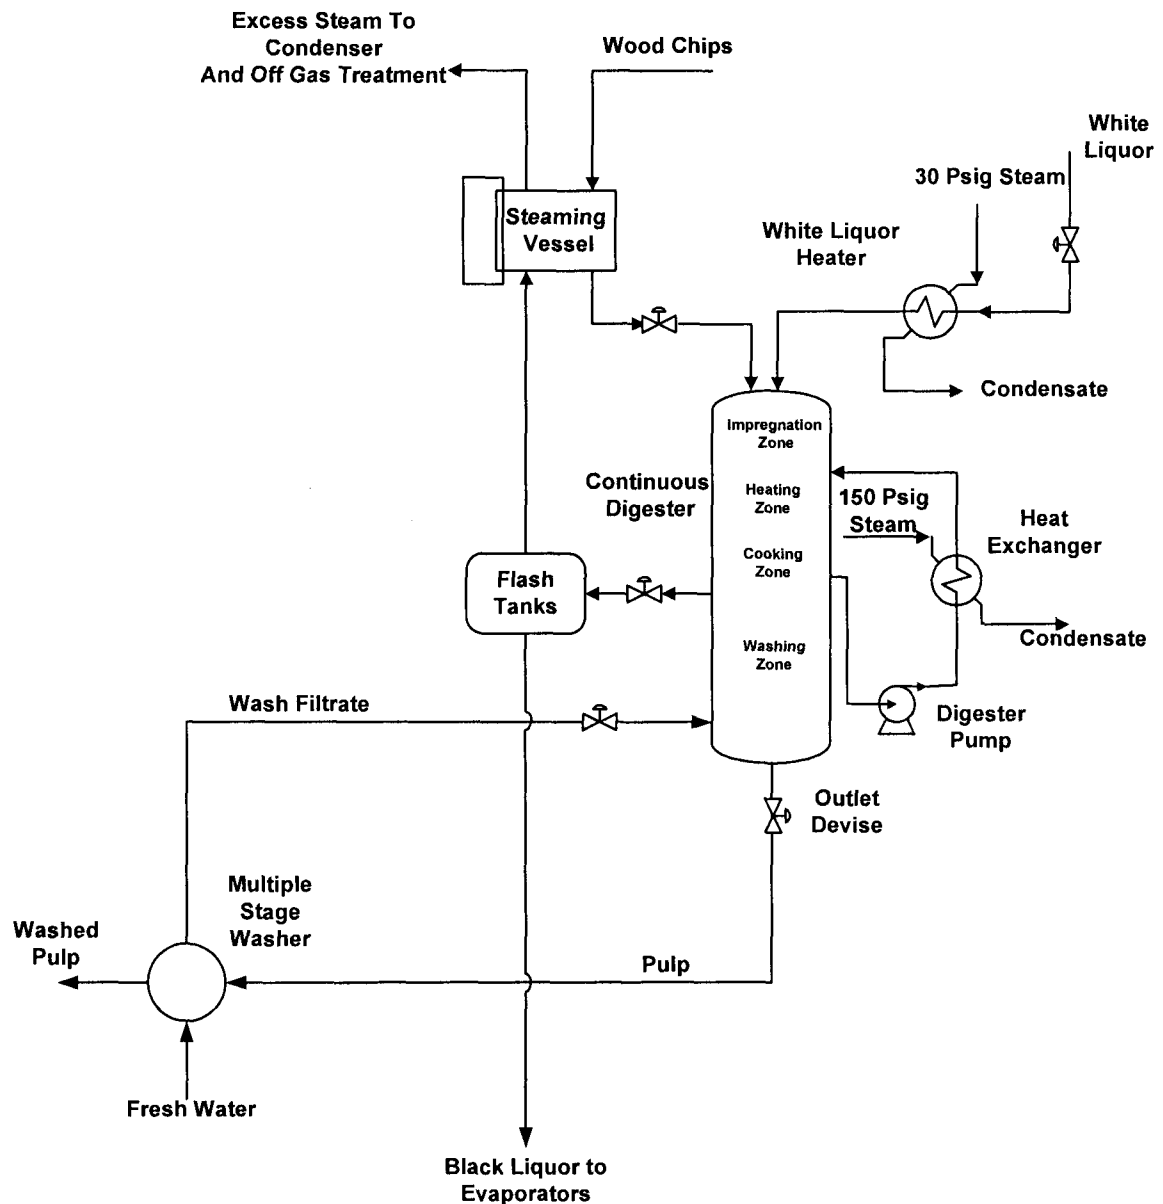 Excess Steam To
Condenser
And Off Gas Treatment
Wood Chips
White
Liquor
30 Psig Steam
Steaming
Vessel
White Liquor
Heater
Condensate
Impregnation
Zone
Continuous
Digester
Heating
Zone
150 Psig
Steam
Heat
Exchanger
Cooking
Zone
Flash
Tanks
Condensate
Washing
Zone
Wash Filtrate
Digester
Pump
Outlet
Devise
Multiple
Stage
Washer
Washed
Pulp
Pulp
Fresh Water
Black Liquor to
Evaporators